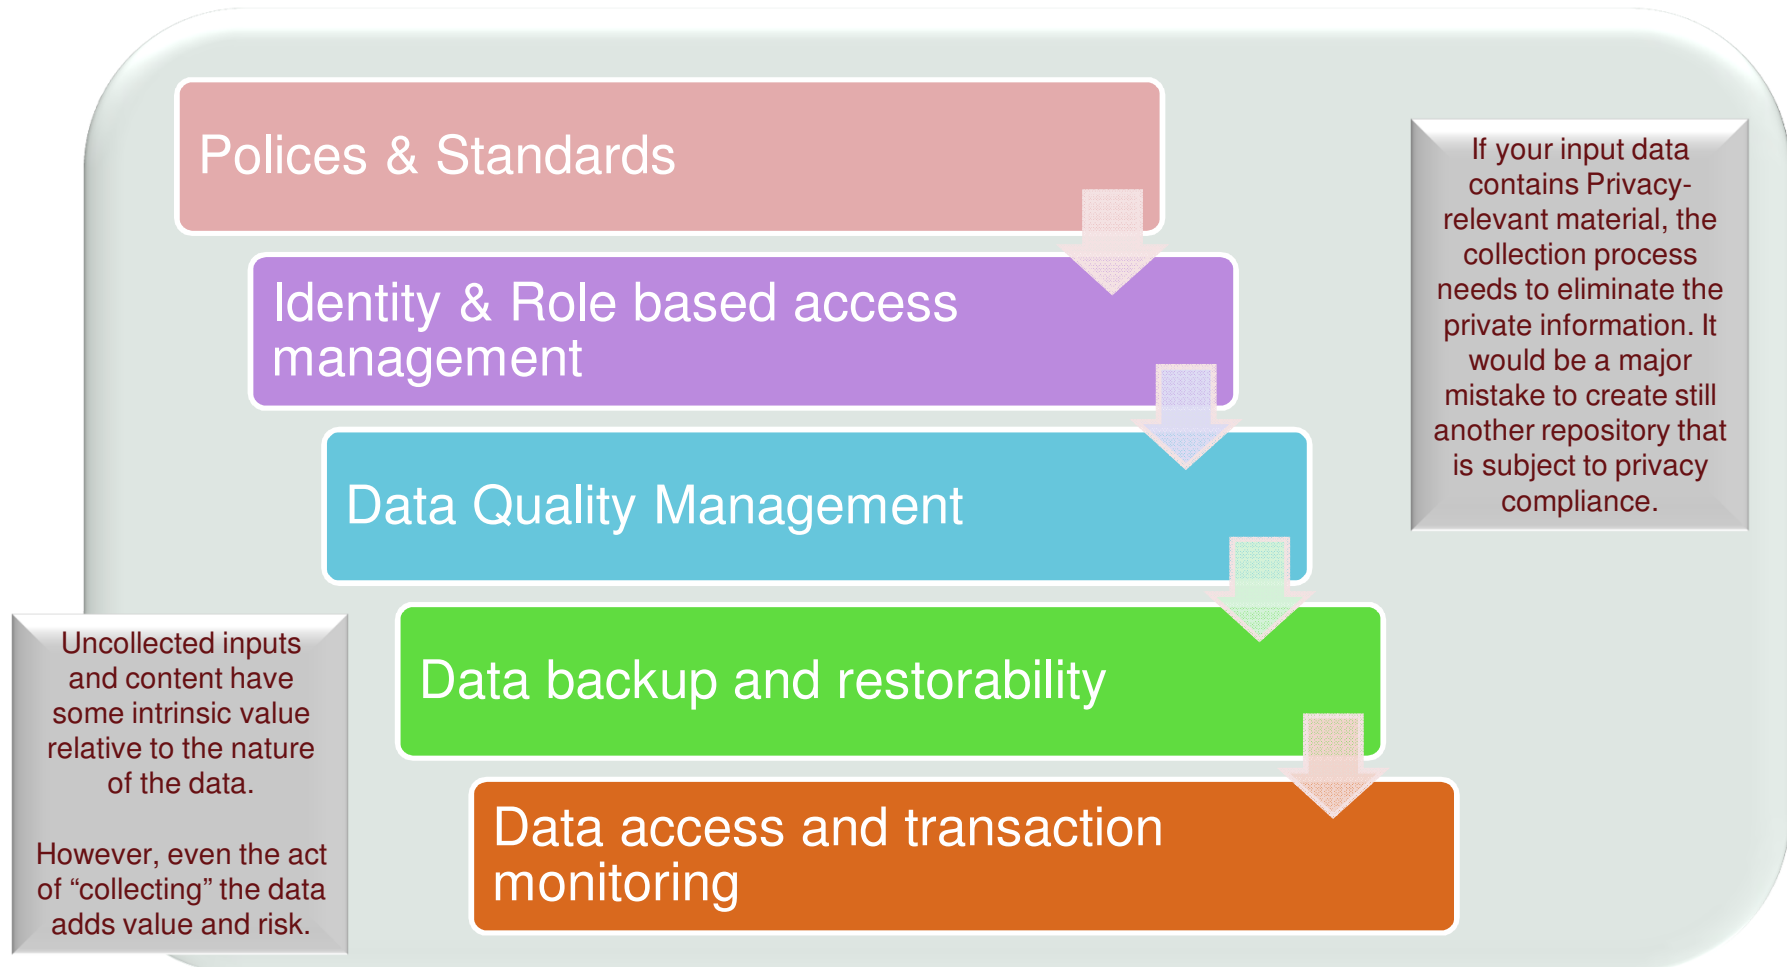 Polices & Standards
Identity & Role based access
management
Data Quality Management
Data backup and restorability
Data access and transaction
monitoring
If your input data
contains Privacy-
relevant material, the
collection process
needs to eliminate the
private information. It
would be a major
mistake to create still
another repository that
is subject to privacy
compliance.
Uncollected inputs
and content have
some intrinsic value
relative to the nature
of the data.
However, even the act
of “collecting” the data
adds value and risk.